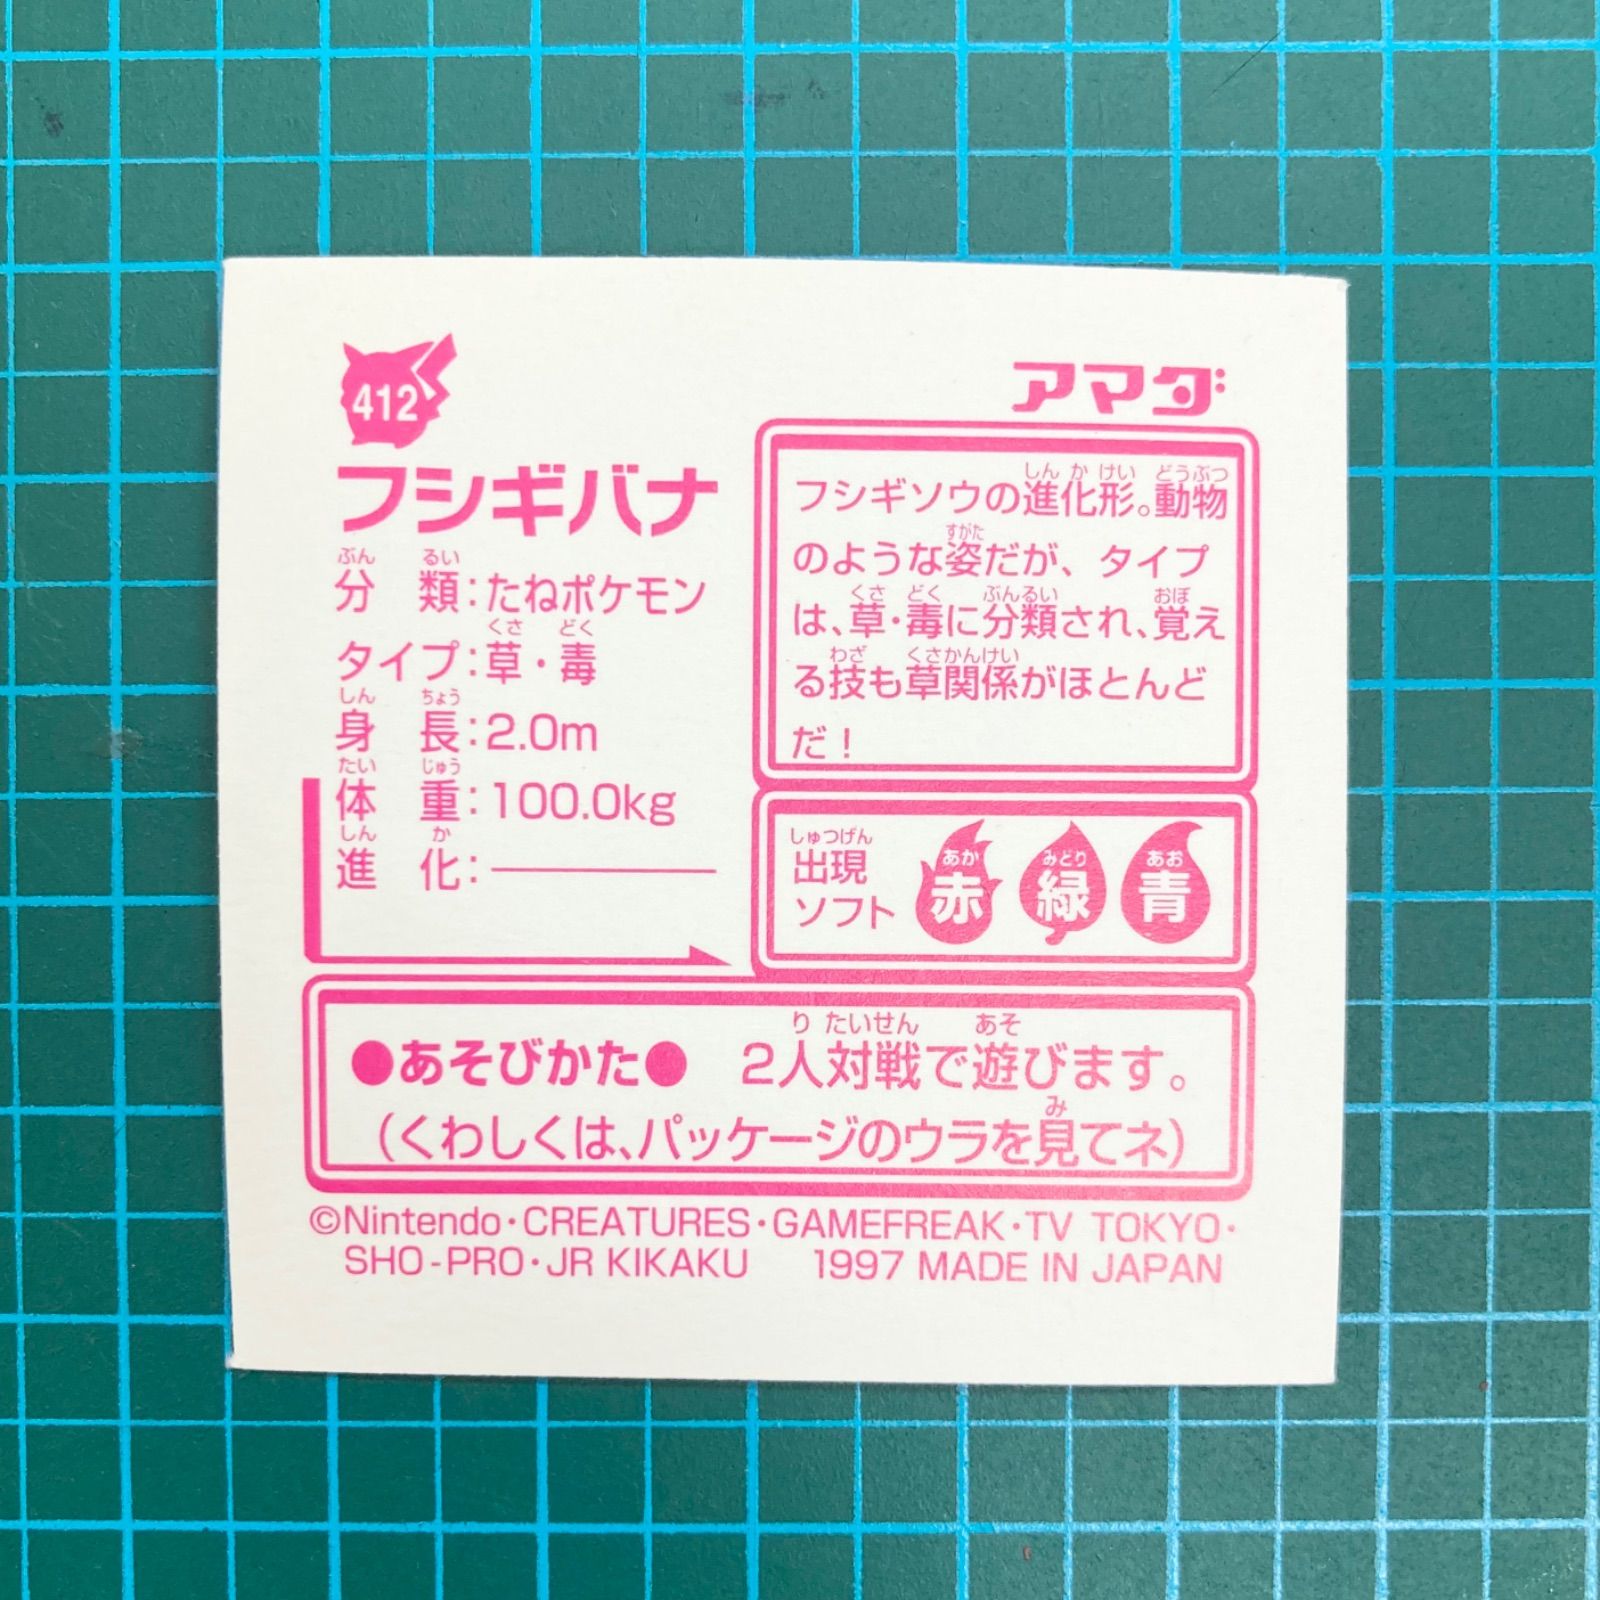 412
フシギバナ
ぶん るい
分 類:たねポケモン
くさ どく
タイプ:草・毒
しん ちょう
身 長:2.0m
たい じゅう
体 重:100.0kg
しん か
進 化:
アマダ
しん か けい どうぶつ
フシギソウの進化形。動物
すがた
のような姿だが、タイプ
くさ どく ぶんるい おぼ
は、草・毒に分類され、覚え
わざ くさかんけい
る技も草関係がほとんど
だ!
しゅつげん
出現
ソフト
あか みどり あお
赤 緑 青
り たいせん あそ
●あそびかた● 2人対戦で遊びます。
み
(くわしくは、パッケージのウラを見てネ)
©Nintendo・CREATURES・GAMEFREAK・TV TOKYO・
SHO-PRO・JR KIKAKU 1997 MADE IN JAPAN